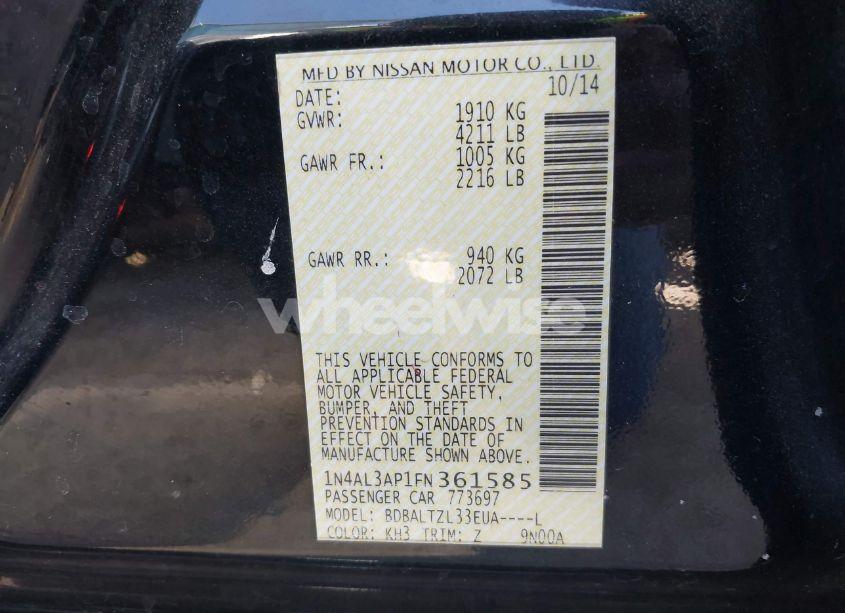 MFD BY NISSAN MOTOR CO., LTD.
DATE: 10/14
GVWR: 1910 KG
4211 LB
GAWR FR.: 1005 KG
2216 LB
GAWR RR.: 940 KG
2072 LB
wheelwise
THIS VEHICLE CONFORMS TO
ALL APPLICABLE FEDERAL
MOTOR VEHICLE SAFETY,
BUMPER, AND THEFT
PREVENTION STANDARDS IN
EFFECT ON THE DATE OF
MANUFACTURE SHOWN ABOVE.
1N4AL3AP1FN361585
PASSENGER CAR 773697
MODEL: BDBALTZL33EUA----L
COLOR: KH3 TRIM: Z 9N00A